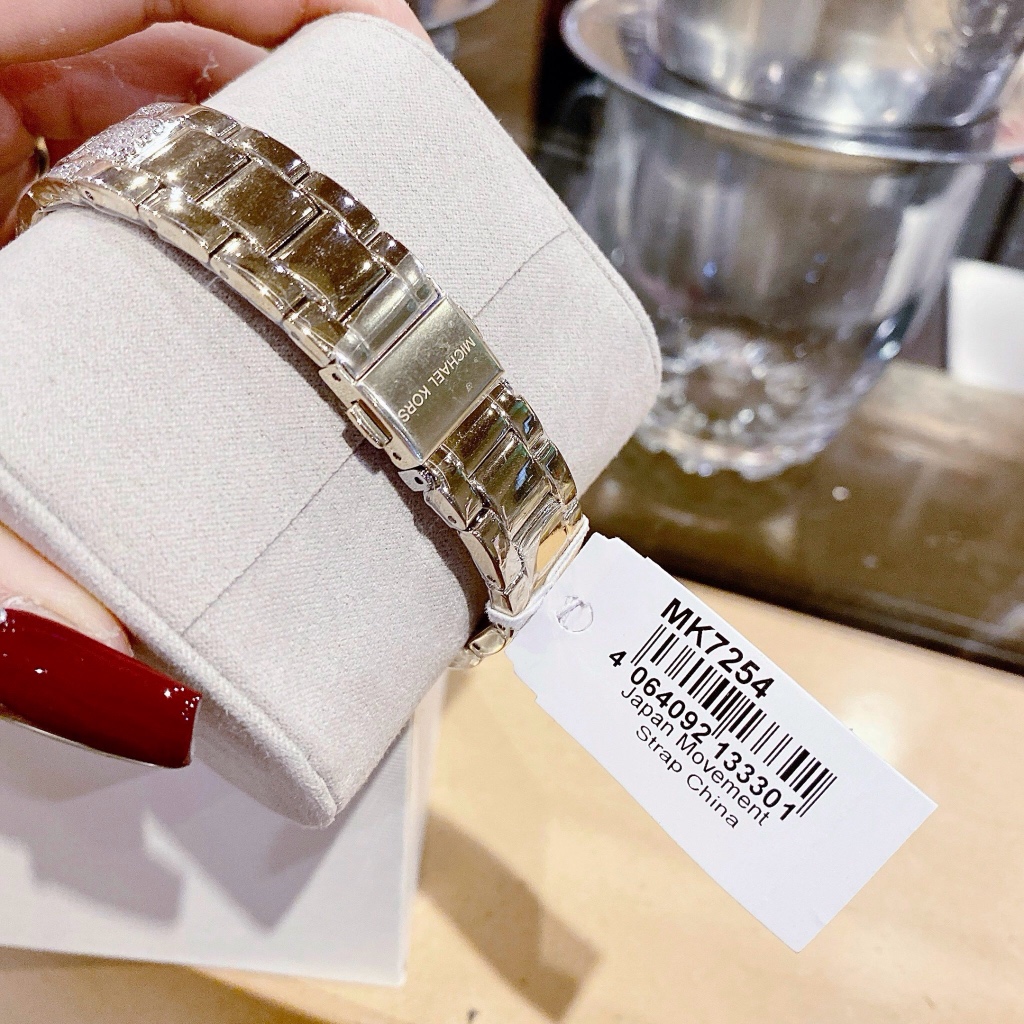 MICHAEL KORS
MK7254
4 064092 133301
Japan Movement
Strap China